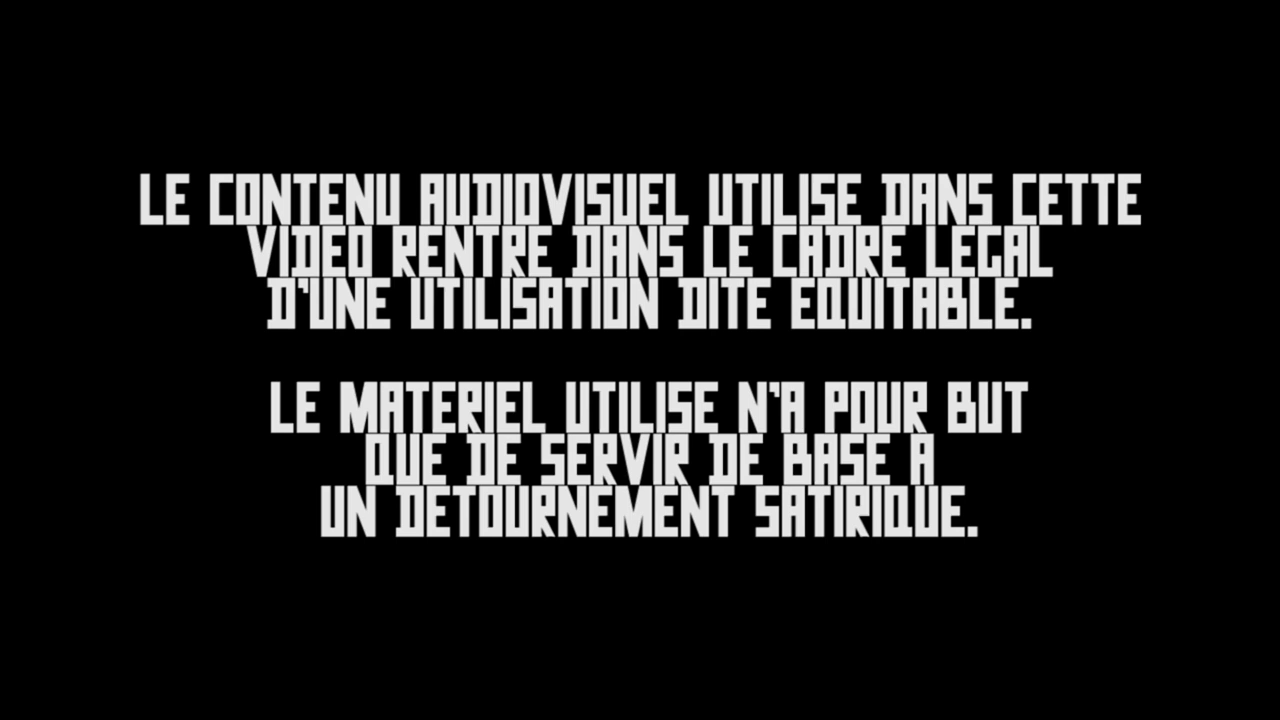 LE CONTENU AUDIOVISUEL UTILISE DANS CETTE
VIDEO RENTRE DANS LE CADRE LEGAL
D'UNE UTILISATION DITE EQUITABLE.
LE MATERIEL UTILISE N'A POUR BUT
QUE DE SERVIR DE BASE A
UN DETOURNEMENT SATIRIQUE.